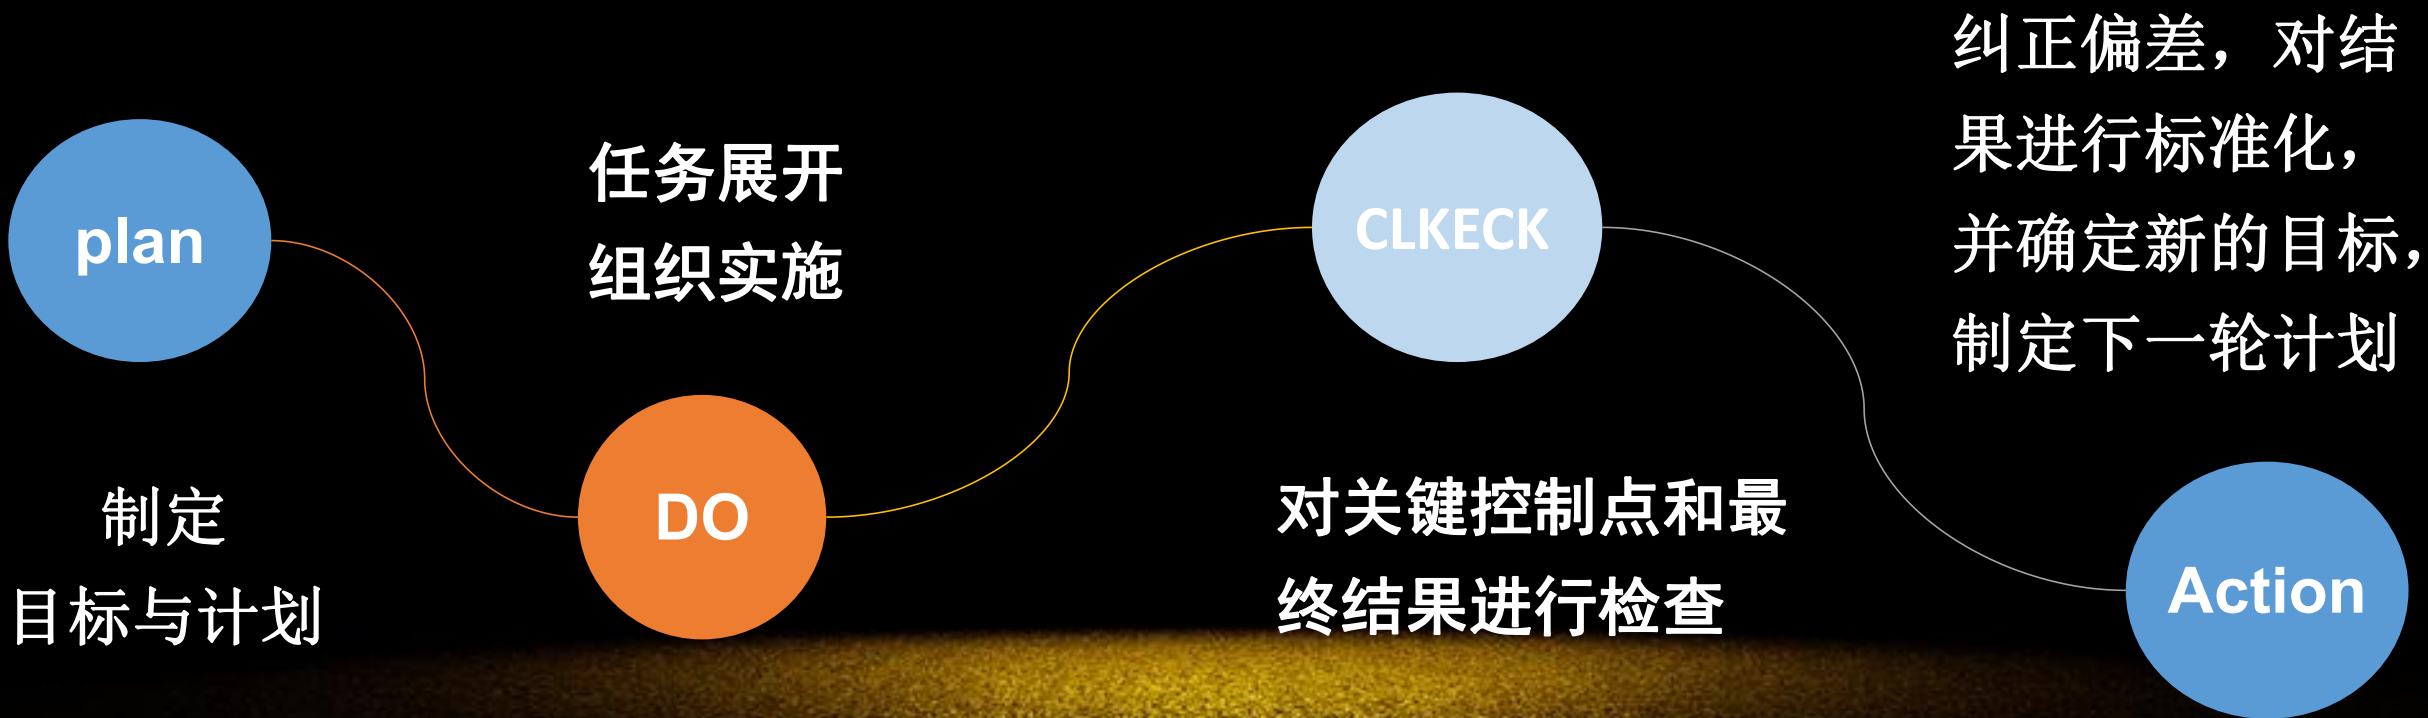 plan
制定
目标与计划
任务展开
组织实施
DO
CLKECK
对关键控制点和最
终结果进行检查
纠正偏差，对结
果进行标准化，
并确定新的目标，
制定下一轮计划
Action